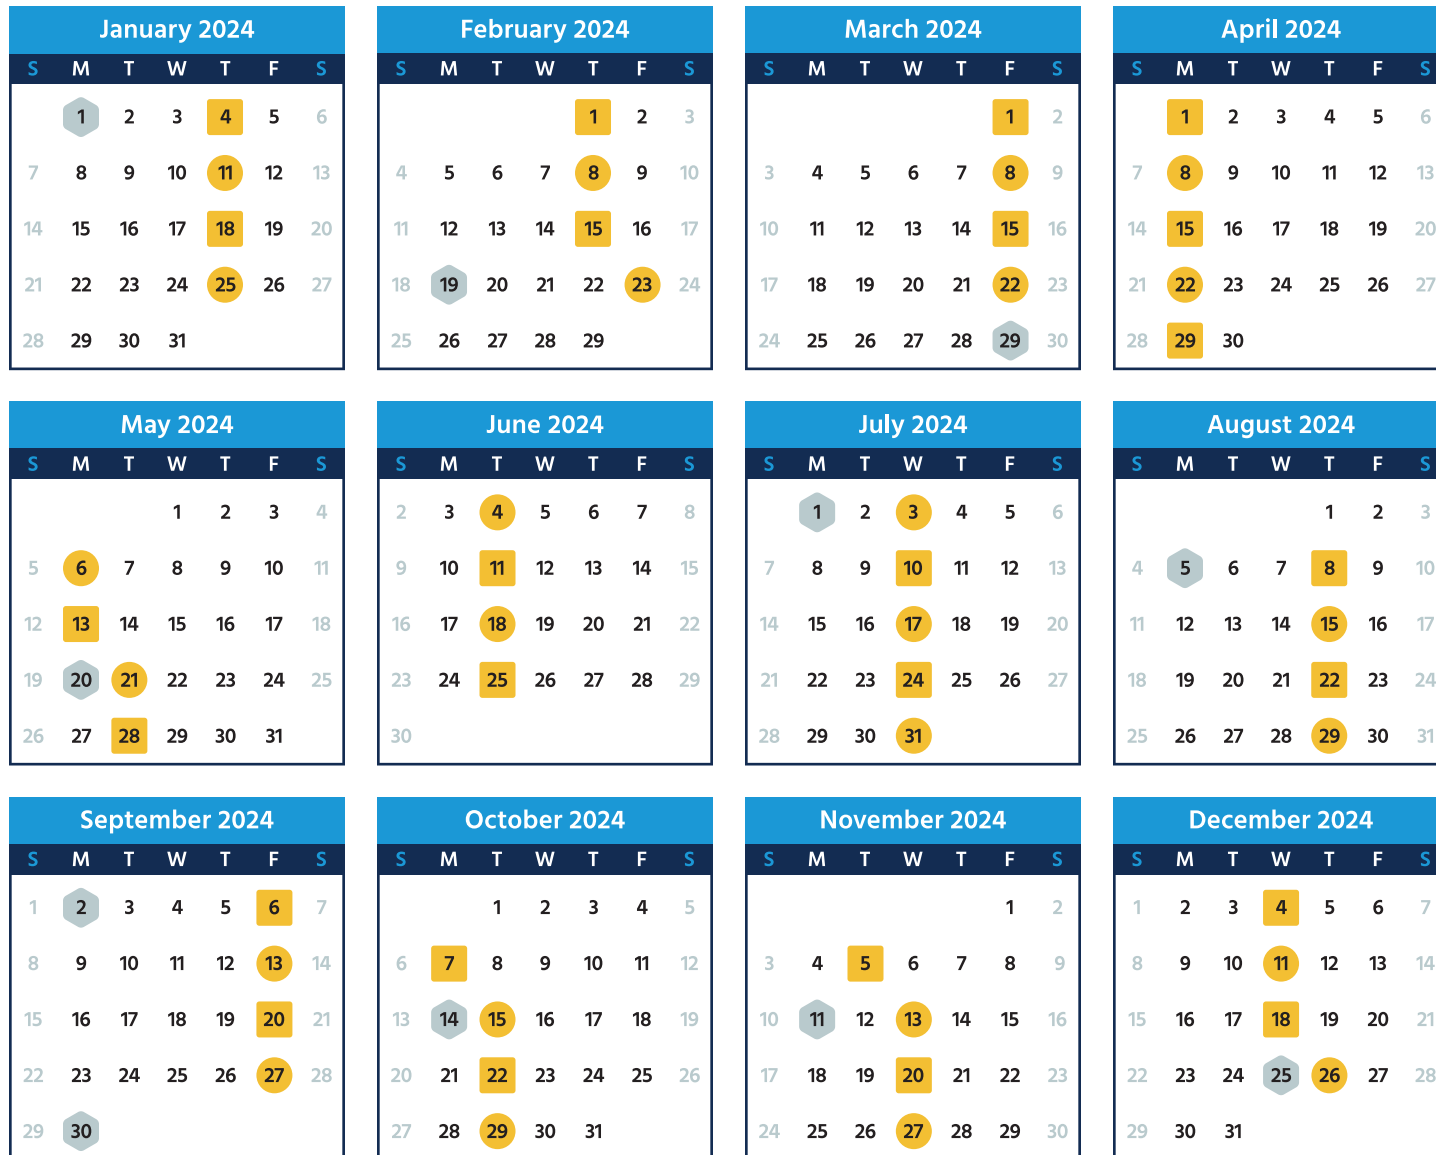 January 2024
S M T W T F S
1 2 3 4 5 6
7 8 9 10 11 12 13
14 15 16 17 18 19 20
21 22 23 24 25 26 27
28 29 30 31
February 2024
S M T W T F S
1 2 3
4 5 6 7 8 9 10
11 12 13 14 15 16 17
18 19 20 21 22 23 24
25 26 27 28 29
March 2024
S M T W T F S
1 2
3 4 5 6 7 8 9
10 11 12 13 14 15 16
17 18 19 20 21 22 23
24 25 26 27 28 29 30
April 2024
S M T W T F S
1 2 3 4 5 6
7 8 9 10 11 12 13
14 15 16 17 18 19 20
21 22 23 24 25 26 27
28 29 30
May 2024
S M T W T F S
1 2 3 4
5 6 7 8 9 10 11
12 13 14 15 16 17 18
19 20 21 22 23 24 25
26 27 28 29 30 31
June 2024
S M T W T F S
2 3 4 5 6 7 8
9 10 11 12 13 14 15
16 17 18 19 20 21 22
23 24 25 26 27 28 29
30
July 2024
S M T W T F S
1 2 3 4 5 6
7 8 9 10 11 12 13
14 15 16 17 18 19 20
21 22 23 24 25 26 27
28 29 30 31
August 2024
S M T W T F S
1 2 3
4 5 6 7 8 9 10
11 12 13 14 15 16 17
18 19 20 21 22 23 24
25 26 27 28 29 30 31
September 2024
S M T W T F S
1 2 3 4 5 6 7
8 9 10 11 12 13 14
15 16 17 18 19 20 21
22 23 24 25 26 27 28
29 30
October 2024
S M T W T F S
1 2 3 4 5
6 7 8 9 10 11 12
13 14 15 16 17 18 19
20 21 22 23 24 25 26
27 28 29 30 31
November 2024
S M T W T F S
1 2
3 4 5 6 7 8 9
10 11 12 13 14 15 16
17 18 19 20 21 22 23
24 25 26 27 28 29 30
December 2024
S M T W T F S
1 2 3 4 5 6 7
8 9 10 11 12 13 14
15 16 17 18 19 20 21
22 23 24 25 26 27 28
29 30 31